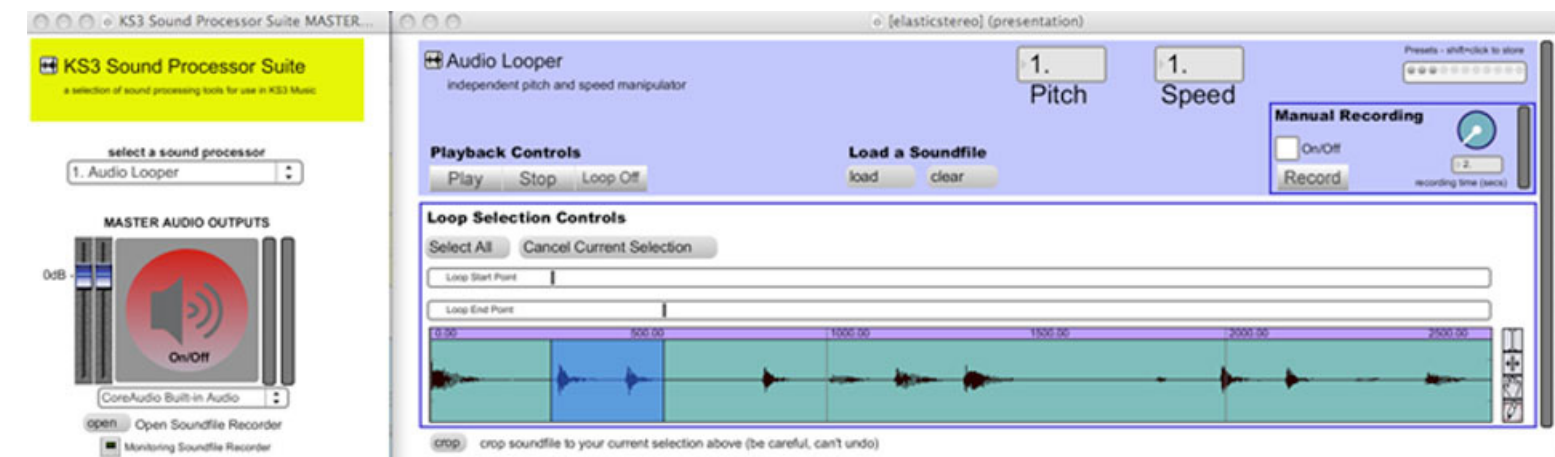 KS3 Sound Processor Suite MASTER...
KS3 Sound Processor Suite
a selection of sound processing tools for use in KS3 Music
select a sound processor
1. Audio Looper
MASTER AUDIO OUTPUTS
0dB -
On/Off
CoreAudio Built-in Audio
open Open Soundfile Recorder
Monitoring Soundfile Recorder
[elasticstereo] (presentation)
Audio Looper
independent pitch and speed manipulator
1.
Pitch
1.
Speed
Presets - shift+click to store
Manual Recording
On/Off
Record
2.
recording time (secs)
Playback Controls
Play Stop Loop Off
Load a Soundfile
load clear
Loop Selection Controls
Select All Cancel Current Selection
Loop Start Point
Loop End Point
0.00 500.00 1000.00 1500.00 2000.00 2500.00
crop crop soundfile to your current selection above (be careful, can't undo)